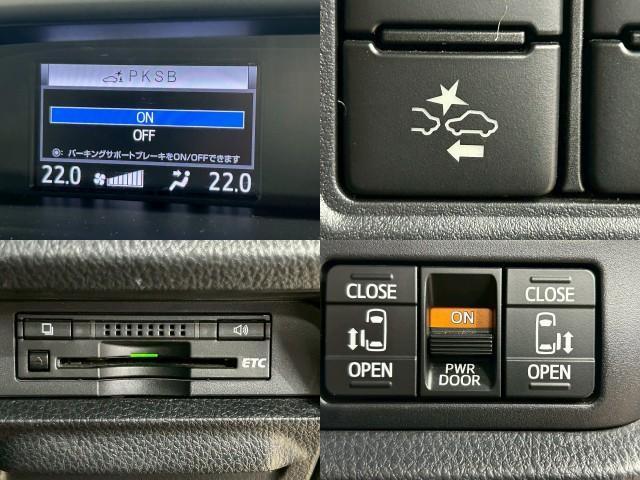 PKSB
ON
OFF
: パーキングサポートブレーキをON/OFFできます
22.0 22.0
ETC
CLOSE ON CLOSE
OPEN PWR DOOR OPEN